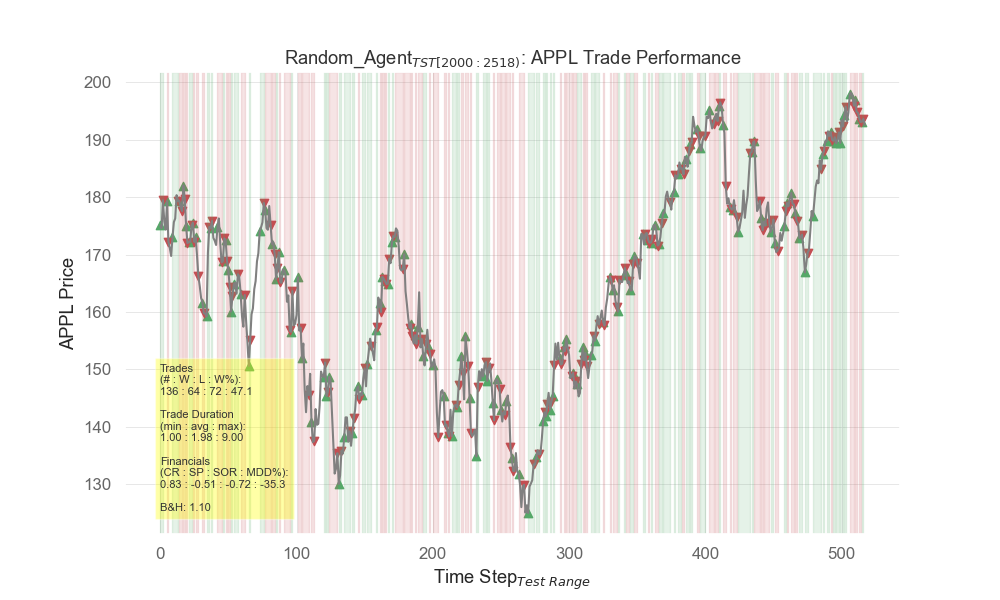 Random_Agent TST[2000:2518): APPL Trade Performance
200
190
180
170
160
150
140
130
APPL Price
Trades
(# : W : L : W%):
136 : 64 : 72 : 47.1
Trade Duration
(min : avg : max):
1.00 : 1.98 : 9.00
Financials
(CR : SP : SOR : MDD%):
0.83 : -0.51 : -0.72 : -35.3
B&H: 1.10
0 100 200 300 400 500
Time Step Test Range